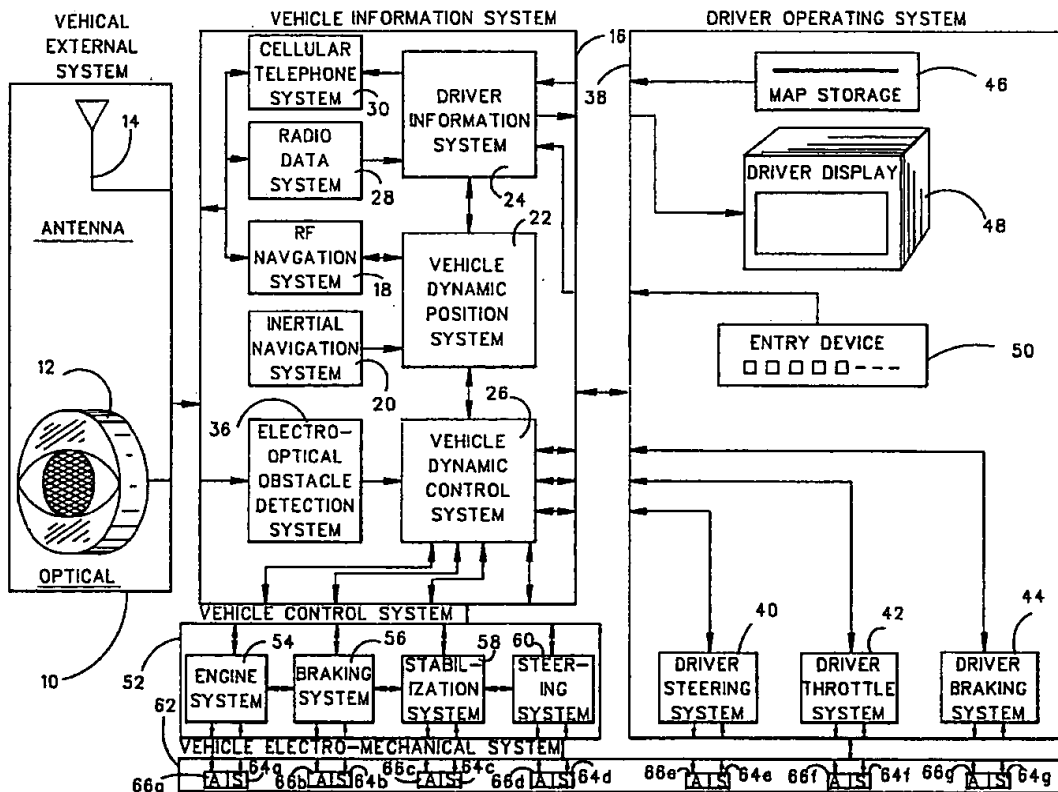 VEHICAL
EXTERNAL
SYSTEM
14
ANTENNA
12
OPTICAL
10
VEHICLE INFORMATION SYSTEM
16
CELLULAR
TELEPHONE
SYSTEM
30
RADIO
DATA
SYSTEM
28
RF
NAVGATION
SYSTEM
18
INERTIAL
NAVIGATION
SYSTEM
20
36
ELECTRO-
OPTICAL
OBSTACLE
DETECTION
SYSTEM
DRIVER
INFORMATION
SYSTEM
24
22
VEHICLE
DYNAMIC
POSITION
SYSTEM
26
VEHICLE
DYNAMIC
CONTROL
SYSTEM
DRIVER OPERATING SYSTEM
38
MAP STORAGE
46
DRIVER DISPLAY
48
ENTRY DEVICE
50
40
DRIVER
STEERING
SYSTEM
42
DRIVER
THROTTLE
SYSTEM
44
DRIVER
BRAKING
SYSTEM
VEHICLE CONTROL SYSTEM
52
54
ENGINE
SYSTEM
56
BRAKING
SYSTEM
58
STABIL-
IZATION
SYSTEM
60
STEER-
ING
SYSTEM
62
VEHICLE ELECTRO-MECHANICAL SYSTEM
66a A S 64a
66b A S 64b
66c A S 64c
66d A S 64d
66e A S 64e
66f A S 64f
66g A S 64g